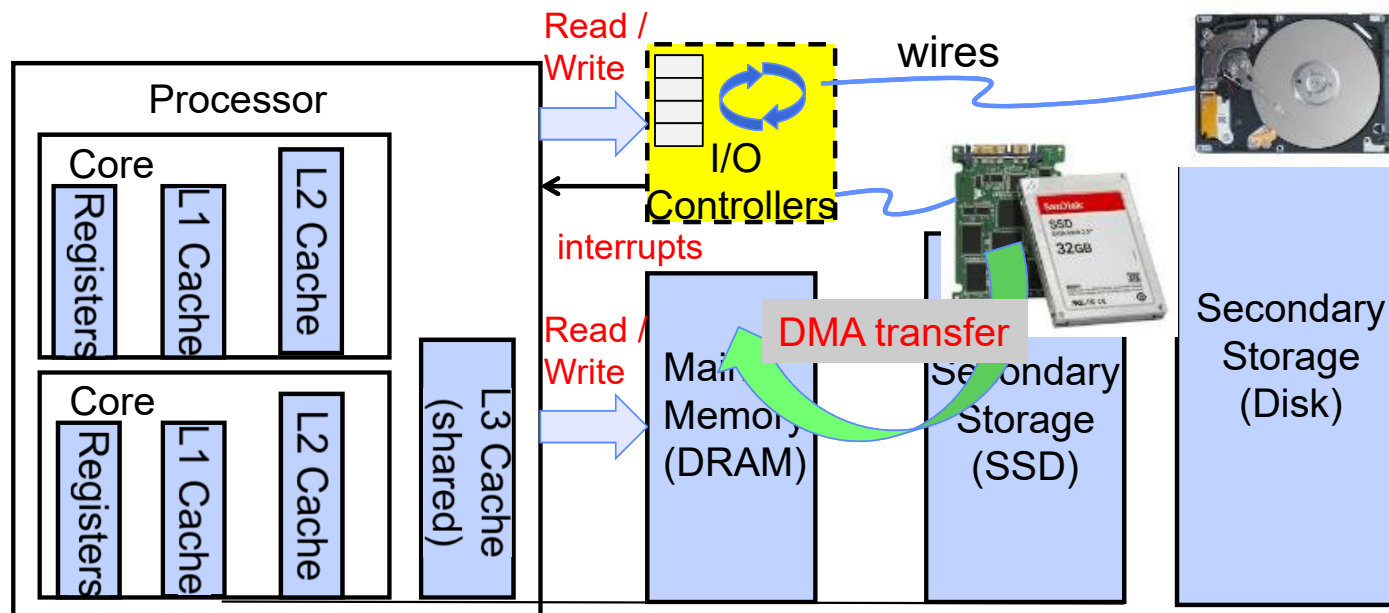 Read /
Write
wires
Processor
Core
Registers
L1 Cache
L2 Cache
I/O
Controllers
interrupts
SanDisk
SSD
32GB
Core
Registers
L1 Cache
L2 Cache
L3 Cache
(shared)
Read /
Write
DMA transfer
Main
Memory
(DRAM)
Secondary
Storage
(SSD)
Secondary
Storage
(Disk)